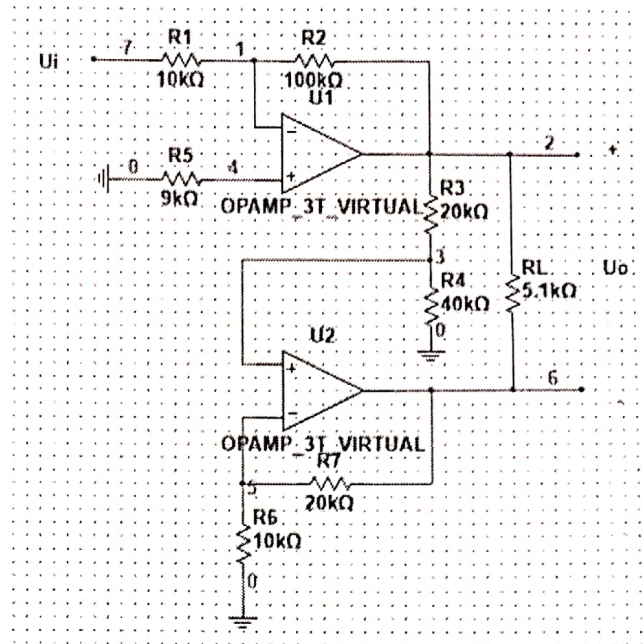 R1
R2
Ui
7
1
10kΩ
100kΩ
U1
−
2
+
0
R5
4
+
9kΩ
OPAMP_3T_VIRTUAL
R3
20kΩ
3
R4
40kΩ
RL
5.1kΩ
Uo
0
U2
+
6
−
OPAMP_3T_VIRTUAL
R7
5
20kΩ
R6
10kΩ
0